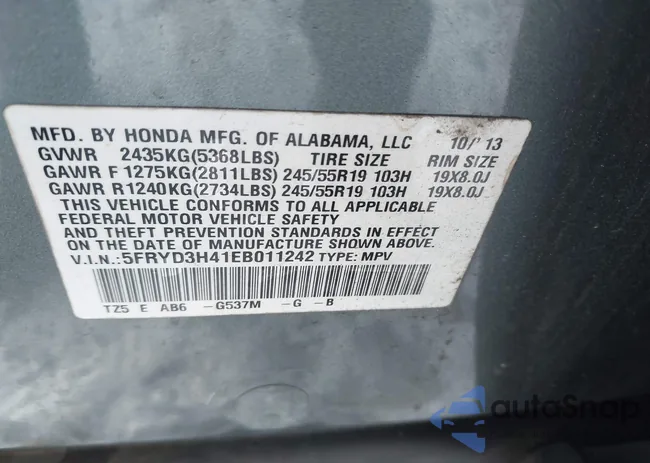 MFD. BY HONDA MFG. OF ALABAMA, LLC 10/'13
GVWR 2435KG(5368LBS) TIRE SIZE RIM SIZE
GAWR F 1275KG(2811LBS) 245/55R19 103H 19X8.0J
GAWR R 1240KG(2734LBS) 245/55R19 103H 19X8.0J
THIS VEHICLE CONFORMS TO ALL APPLICABLE
FEDERAL MOTOR VEHICLE SAFETY
AND THEFT PREVENTION STANDARDS IN EFFECT
ON THE DATE OF MANUFACTURE SHOWN ABOVE.
V.I.N.: 5FRYD3H41EB011242 TYPE: MPV
TZ5 E AB6 -G537M -G -B
autoSnap